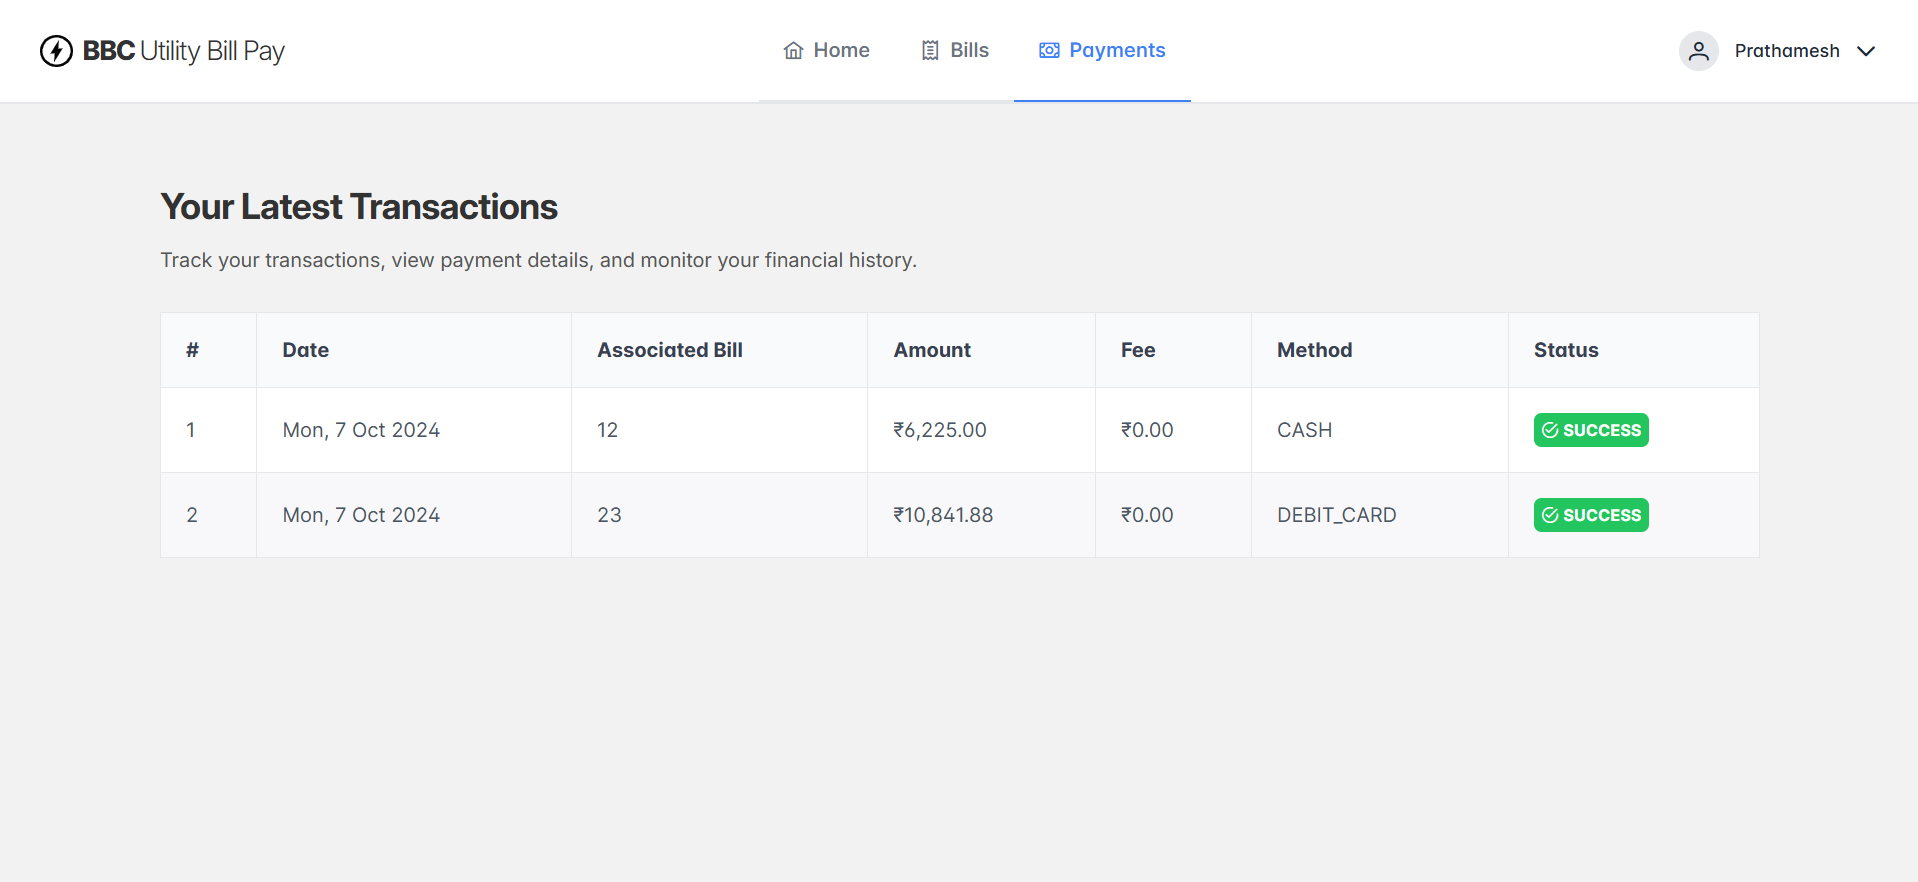 BBC Utility Bill Pay
Home
Bills
Payments
Prathamesh
Your Latest Transactions
Track your transactions, view payment details, and monitor your financial history.
# Date Associated Bill Amount Fee Method Status
1 Mon, 7 Oct 2024 12 ₹6,225.00 ₹0.00 CASH SUCCESS
2 Mon, 7 Oct 2024 23 ₹10,841.88 ₹0.00 DEBIT_CARD SUCCESS